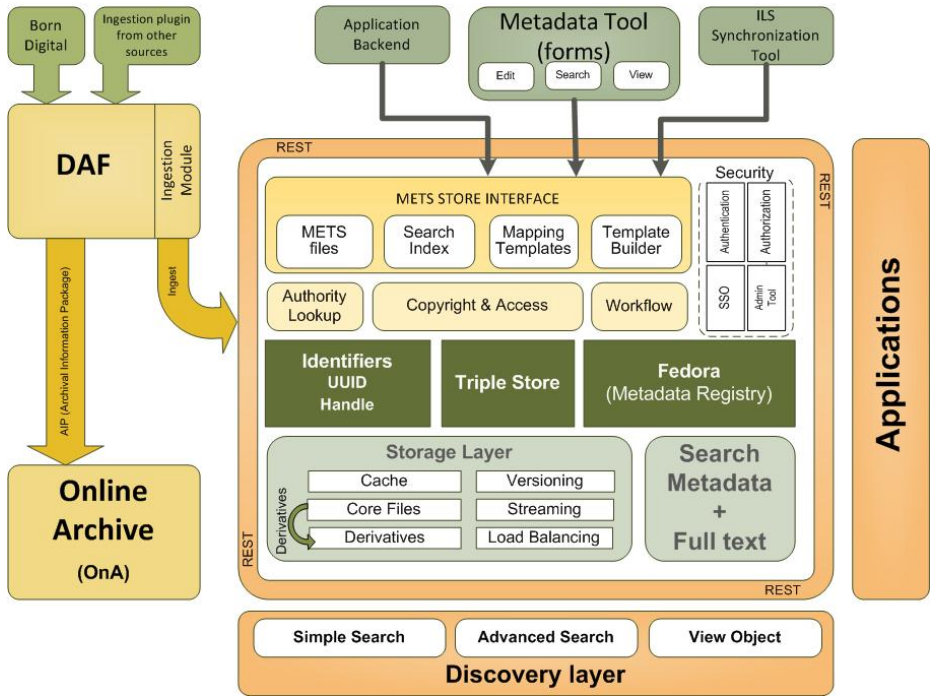 Born
Digital
Ingestion plugin
from other
sources
Application
Backend
Metadata Tool
(forms)
Edit
Search
View
ILS
Synchronization
Tool
DAF
Ingestion
Module
AIP (Archival Information Package)
Ingest
Online
Archive
(OnA)
REST
REST
REST
REST
METS STORE INTERFACE
METS
files
Search
Index
Mapping
Templates
Template
Builder
Security
Authentication
Authorization
SSO
Admin
Tool
Authority
Lookup
Copyright & Access
Workflow
Identifiers
UUID
Handle
Triple Store
Fedora
(Metadata Registry)
Storage Layer
Cache
Versioning
Core Files
Streaming
Derivatives
Load Balancing
Derivatives
Search
Metadata
+
Full text
Applications
Simple Search
Advanced Search
View Object
Discovery layer